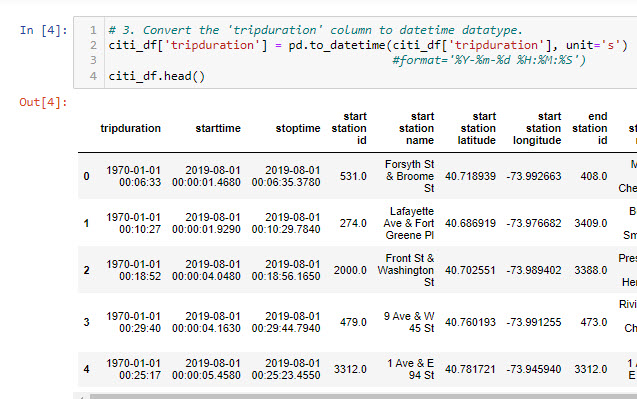 In [4]:
1 # 3. Convert the 'tripduration' column to datetime datatype.
2 citi_df['tripduration'] = pd.to_datetime(citi_df['tripduration'], unit='s')
3 #format='%Y-%m-%d %H:%M:%S')
4 citi_df.head()
Out[4]:
tripduration starttime stoptime start station id start station name start station latitude start station longitude end station id
0 1970-01-01 00:06:33 2019-08-01 00:00:01.4680 2019-08-01 00:06:35.3780 531.0 Forsyth St & Broome St 40.718939 -73.992663 408.0
1 1970-01-01 00:10:27 2019-08-01 00:00:01.9290 2019-08-01 00:10:29.7840 274.0 Lafayette Ave & Fort Greene Pl 40.686919 -73.976682 3409.0
2 1970-01-01 00:18:52 2019-08-01 00:00:04.0480 2019-08-01 00:18:56.1650 2000.0 Front St & Washington St 40.702551 -73.989402 3388.0
3 1970-01-01 00:29:40 2019-08-01 00:00:04.1630 2019-08-01 00:29:44.7940 479.0 9 Ave & W 45 St 40.760193 -73.991255 473.0
4 1970-01-01 00:25:17 2019-08-01 00:00:05.4580 2019-08-01 00:25:23.4550 3312.0 1 Ave & E 94 St 40.781721 -73.945940 3312.0